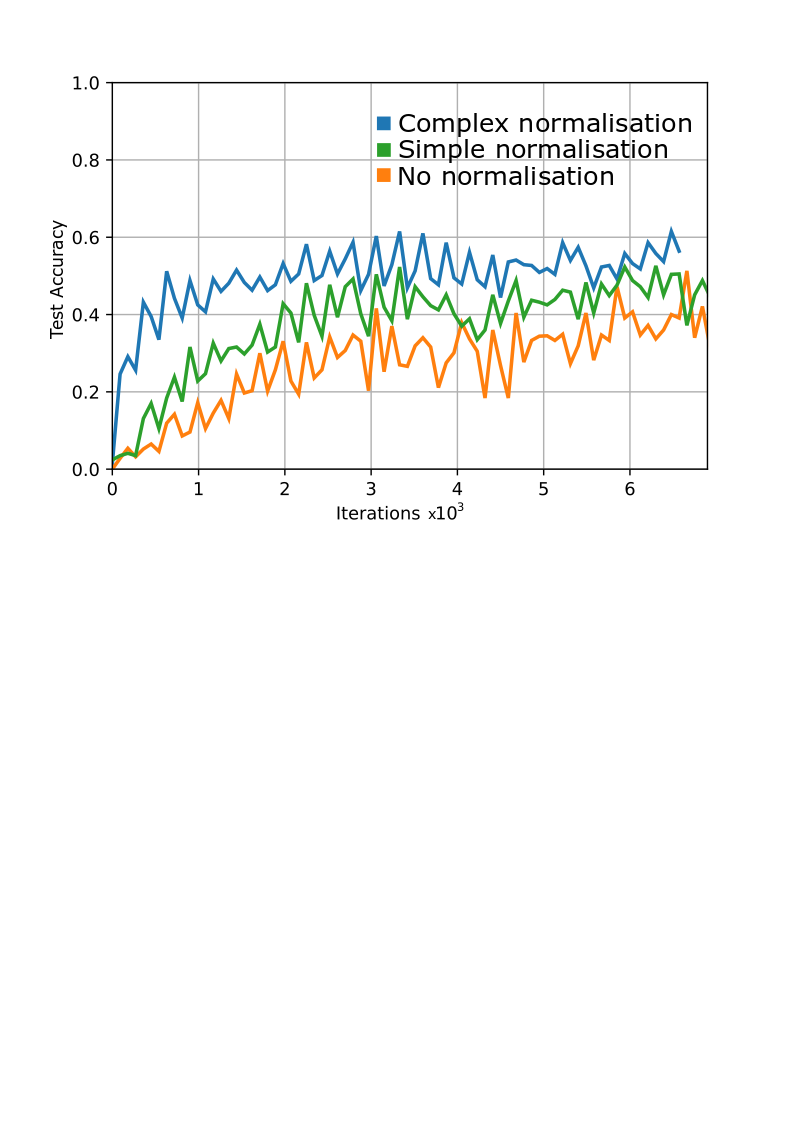 1.0
Complex normalisation
Simple normalisation
0.8
No normalisation
0.6
Test Accuracy
0.4
0.2
0.0
0 1 2 3 4 5 6
Iterations x10³